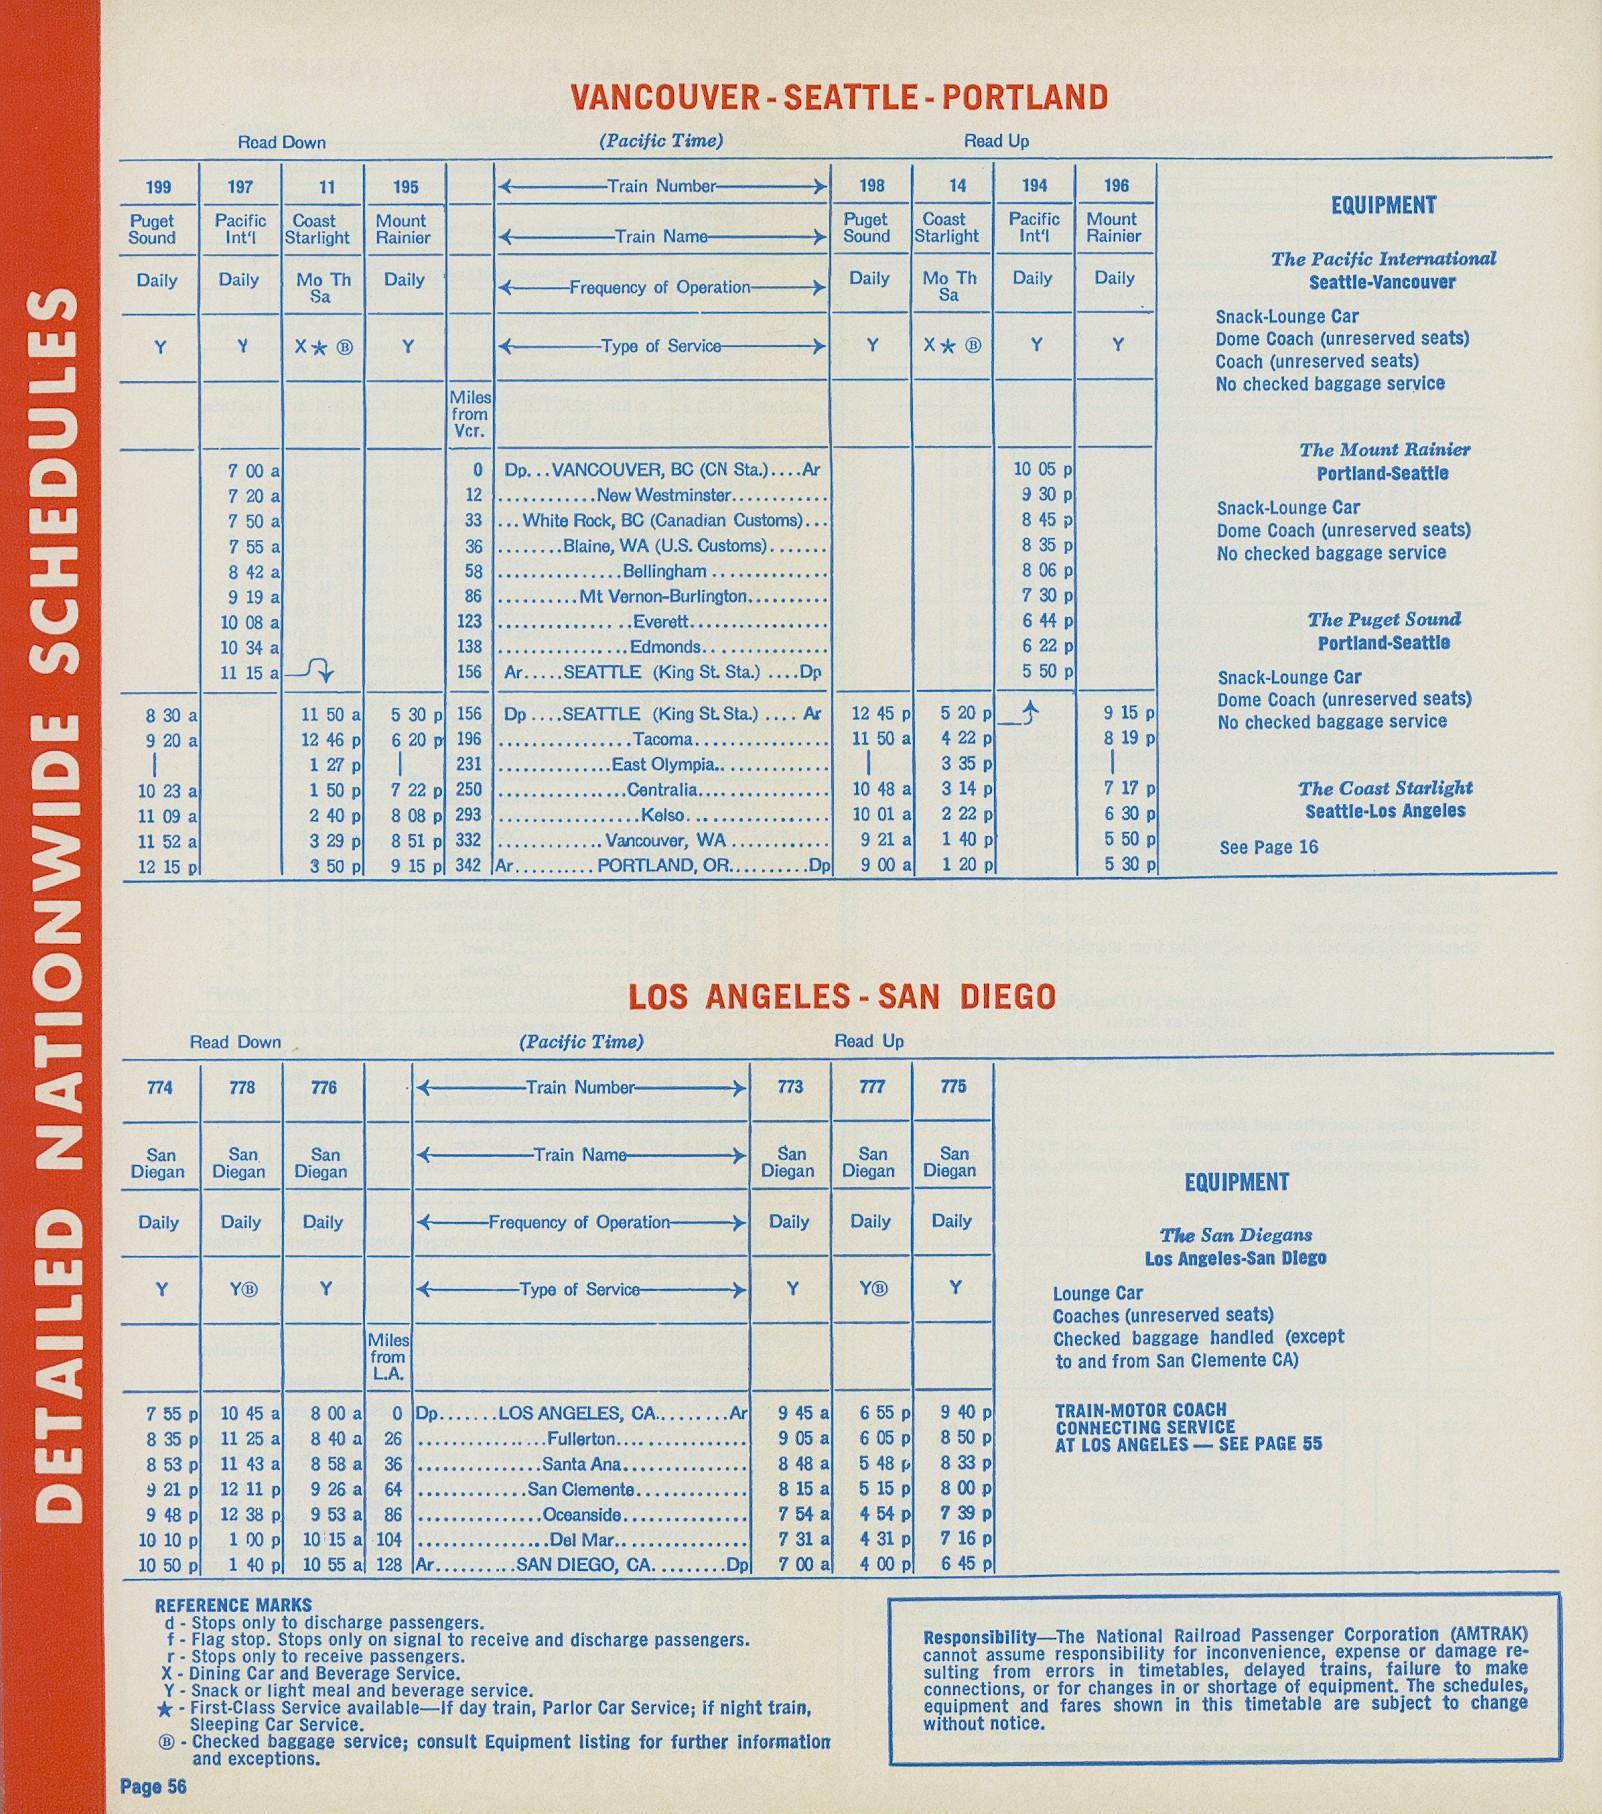 DETAILED NATIONWIDE SCHEDULES
VANCOUVER - SEATTLE - PORTLAND
Read Down (Pacific Time) Read Up
199 197 11 195 Train Number 198 14 194 196
Puget Sound Pacific Int'l Coast Starlight Mount Rainier Train Name Puget Sound Coast Starlight Pacific Int'l Mount Rainier
Daily Daily Mo Th Sa Daily Frequency of Operation Daily Mo Th Sa Daily Daily
Y Y X★ Ⓑ Y Type of Service Y X★ Ⓑ Y Y
Miles from Vcr.
7 00 a 0 Dp...VANCOUVER, BC (CN Sta.)....Ar 10 05 p
7 20 a 12 ............New Westminster............ 9 30 p
7 50 a 33 ...White Rock, BC (Canadian Customs)... 8 45 p
7 55 a 36 ........Blaine, WA (U.S. Customs)....... 8 35 p
8 42 a 58 ...............Bellingham............... 8 06 p
9 19 a 86 ..........Mt Vernon-Burlington.......... 7 30 p
10 08 a 123 ................Everett................. 6 44 p
10 34 a 138 ................Edmonds................ 6 22 p
11 15 a 156 Ar.....SEATTLE (King St. Sta.) ....Dp 5 50 p
8 30 a 11 50 a 5 30 p 156 Dp ....SEATTLE (King St. Sta.) .... Ar 12 45 p 5 20 p 9 15 p
9 20 a 12 46 p 6 20 p 196 ................Tacoma................ 11 50 a 4 22 p 8 19 p
| 1 27 p | 231 .............East Olympia.............. | 3 35 p |
10 23 a 1 50 p 7 22 p 250 ...............Centralia................ 10 48 a 3 14 p 7 17 p
11 09 a 2 40 p 8 08 p 293 .................Kelso................. 10 01 a 2 22 p 6 30 p
11 52 a 3 29 p 8 51 p 332 ............. Vancouver, WA ............ 9 21 a 1 40 p 5 50 p
12 15 p 3 50 p 9 15 p 342 Ar.......... PORTLAND, OR..........Dp 9 00 a 1 20 p 5 30 p
EQUIPMENT
The Pacific International
Seattle-Vancouver
Snack-Lounge Car
Dome Coach (unreserved seats)
Coach (unreserved seats)
No checked baggage service
The Mount Rainier
Portland-Seattle
Snack-Lounge Car
Dome Coach (unreserved seats)
No checked baggage service
The Puget Sound
Portland-Seattle
Snack-Lounge Car
Dome Coach (unreserved seats)
No checked baggage service
The Coast Starlight
Seattle-Los Angeles
See Page 16
LOS ANGELES - SAN DIEGO
Read Down (Pacific Time) Read Up
774 778 776 Train Number 773 777 775
San Diegan San Diegan San Diegan Train Name San Diegan San Diegan San Diegan
Daily Daily Daily Frequency of Operation Daily Daily Daily
Y YⒷ Y Type of Service Y YⒷ Y
Miles from L.A.
7 55 p 10 45 a 8 00 a 0 Dp.......LOS ANGELES, CA.........Ar 9 45 a 6 55 p 9 40 p
8 35 p 11 25 a 8 40 a 26 ................Fullerton................ 9 05 a 6 05 p 8 50 p
8 53 p 11 43 a 8 58 a 36 ...............Santa Ana............... 8 48 a 5 48 p 8 33 p
9 21 p 12 11 p 9 26 a 64 .............San Clemente............. 8 15 a 5 15 p 8 00 p
9 48 p 12 38 p 9 53 a 86 ...............Oceanside............... 7 54 a 4 54 p 7 39 p
10 10 p 1 00 p 10 15 a 104 ................Del Mar................ 7 31 a 4 31 p 7 16 p
10 50 p 1 40 p 10 55 a 128 Ar..........SAN DIEGO, CA.........Dp 7 00 a 4 00 p 6 45 p
EQUIPMENT
The San Diegans
Los Angeles-San Diego
Lounge Car
Coaches (unreserved seats)
Checked baggage handled (except
to and from San Clemente CA)
TRAIN-MOTOR COACH
CONNECTING SERVICE
AT LOS ANGELES — SEE PAGE 55
REFERENCE MARKS
d - Stops only to discharge passengers.
f - Flag stop. Stops only on signal to receive and discharge passengers.
r - Stops only to receive passengers.
X - Dining Car and Beverage Service.
Y - Snack or light meal and beverage service.
★ - First-Class Service available—If day train, Parlor Car Service; if night train,
Sleeping Car Service.
Ⓑ - Checked baggage service; consult Equipment listing for further information
and exceptions.
Responsibility—The National Railroad Passenger Corporation (AMTRAK)
cannot assume responsibility for inconvenience, expense or damage re-
sulting from errors in timetables, delayed trains, failure to make
connections, or for changes in or shortage of equipment. The schedules,
equipment and fares shown in this timetable are subject to change
without notice.
Page 56